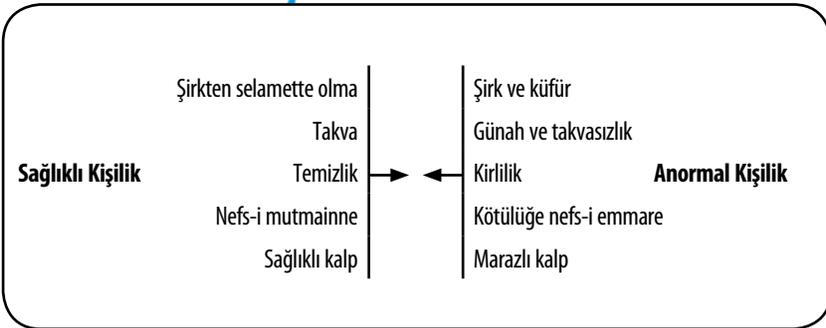 Şirkten selamette olma Şirk ve küfür
Takva Günah ve takvasızlık
Sağlıklı Kişilik Temizlik Kirlilik Anormal Kişilik
Nefs-i mutmainne Kötülüğe nefs-i emmare
Sağlıklı kalp Marazlı kalp